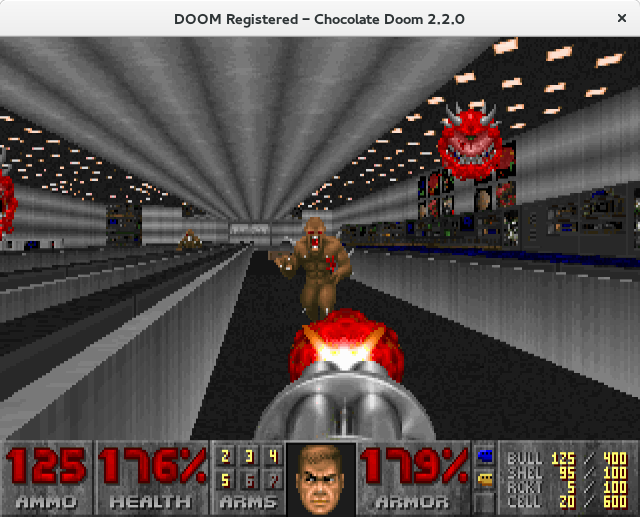 DOOM Registered – Chocolate Doom 2.2.0
125 176% 2 3 4 179% BULL 125 / 400
SHEL 95 / 100
5 6 7 RCKT 5 / 100
AMMO HEALTH ARMS ARMOR CELL 20 / 600